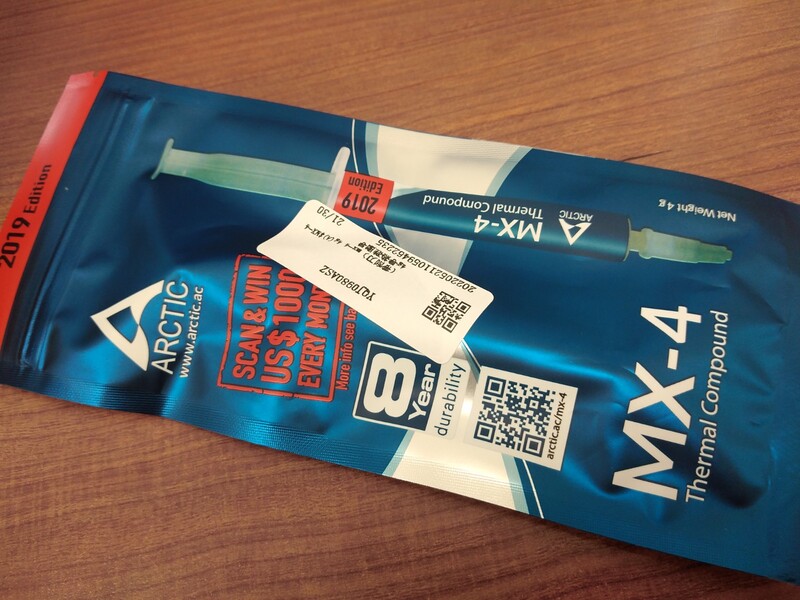 2019 Edition
ARCTIC
www.arctic.ac
SCAN & WIN
US$ 1000
EVERY MON
More info see ba
8
Year
durability
arctic.ac/mx-4
MX-4
Thermal Compound
Net Weight 4 g
2019
Edition
MX-4
Thermal Compound
ARCTIC
21/30
YQJ0980ASZ